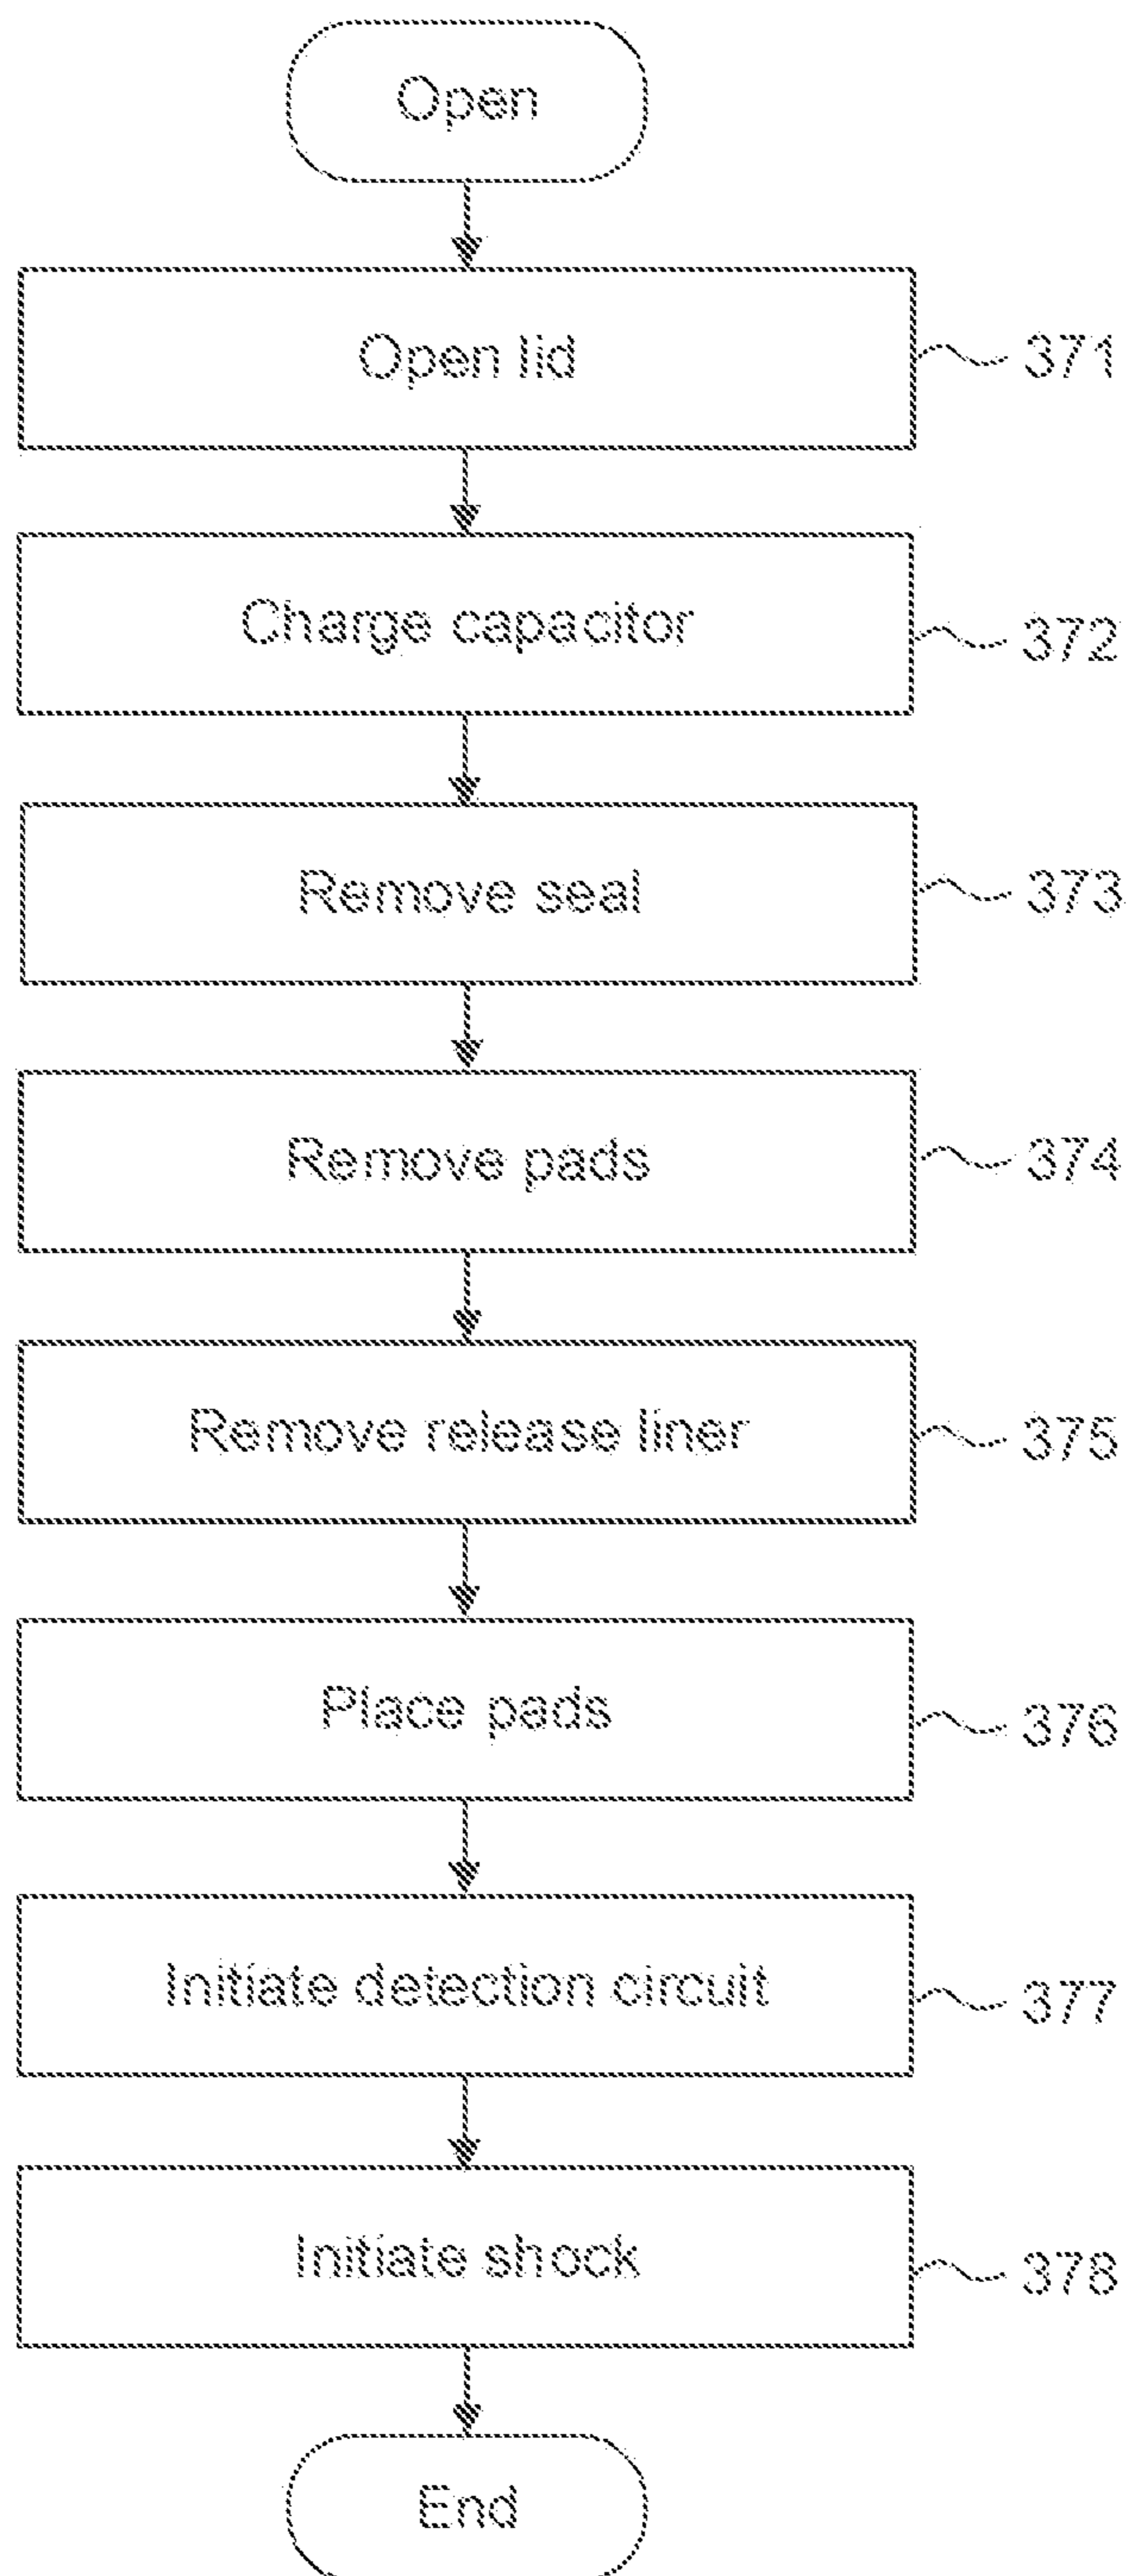 Open
Open lid
371
Charge capacitor
372
Remove seal
373
Remove pads
374
Remove release liner
375
Place pads
376
Initiate detection circuit
377
Initiate shock
378
End